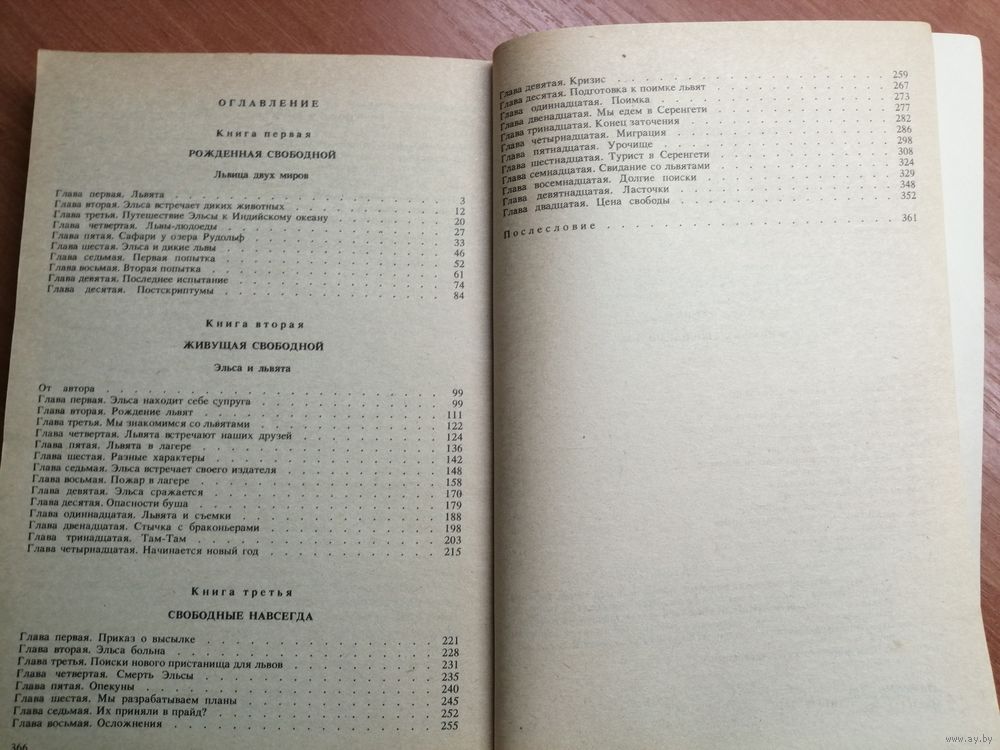 ОГЛАВЛЕНИЕ
Книга первая
РОЖДЕННАЯ СВОБОДНОЙ
Львица двух миров
Глава первая. Львята . . . 3
Глава вторая. Эльса встречает диких животных . . . 12
Глава третья. Путешествие Эльсы к Индийскому океану . . . 20
Глава четвертая. Львы-людоеды . . . 27
Глава пятая. Сафари у озера Рудольф . . . 33
Глава шестая. Эльса и дикие львы . . . 46
Глава седьмая. Первая попытка . . . 52
Глава восьмая. Вторая попытка . . . 61
Глава девятая. Последнее испытание . . . 74
Глава десятая. Постскриптумы . . . 84
Книга вторая
ЖИВУЩАЯ СВОБОДНОЙ
Эльса и львята
От автора . . . 99
Глава первая. Эльса находит себе супруга . . . 99
Глава вторая. Рождение львят . . . 111
Глава третья. Мы знакомимся со львятами . . . 122
Глава четвертая. Львята встречают наших друзей . . . 124
Глава пятая. Львята в лагере . . . 136
Глава шестая. Разные характеры . . . 142
Глава седьмая. Эльса встречает своего издателя . . . 148
Глава восьмая. Пожар в лагере . . . 158
Глава девятая. Эльса сражается . . . 170
Глава десятая. Опасности буша . . . 179
Глава одиннадцатая. Львята и съемки . . . 188
Глава двенадцатая. Стычка с браконьерами . . . 198
Глава тринадцатая. Там-Там . . . 203
Глава четырнадцатая. Начинается новый год . . . 215
Книга третья
СВОБОДНЫЕ НАВСЕГДА
Глава первая. Приказ о высылке . . . 221
Глава вторая. Эльса больна . . . 228
Глава третья. Поиски нового пристанища для львов . . . 231
Глава четвертая. Смерть Эльсы . . . 235
Глава пятая. Опекуны . . . 240
Глава шестая. Мы разрабатываем планы . . . 245
Глава седьмая. Их приняли в прайд? . . . 252
Глава восьмая. Осложнения . . . 255
366
Глава девятая. Кризис . . . 259
Глава десятая. Подготовка к поимке львят . . . 267
Глава одиннадцатая. Поимка . . . 273
Глава двенадцатая. Мы едем в Серенгети . . . 277
Глава тринадцатая. Конец заточения . . . 282
Глава четырнадцатая. Миграция . . . 286
Глава пятнадцатая. Урочище . . . 298
Глава шестнадцатая. Турист в Серенгети . . . 308
Глава семнадцатая. Свидание со львятами . . . 324
Глава восемнадцатая. Долгие поиски . . . 329
Глава девятнадцатая. Ласточки . . . 348
Глава двадцатая. Цена свободы . . . 352
Послесловие . . . 361
www.ay.by